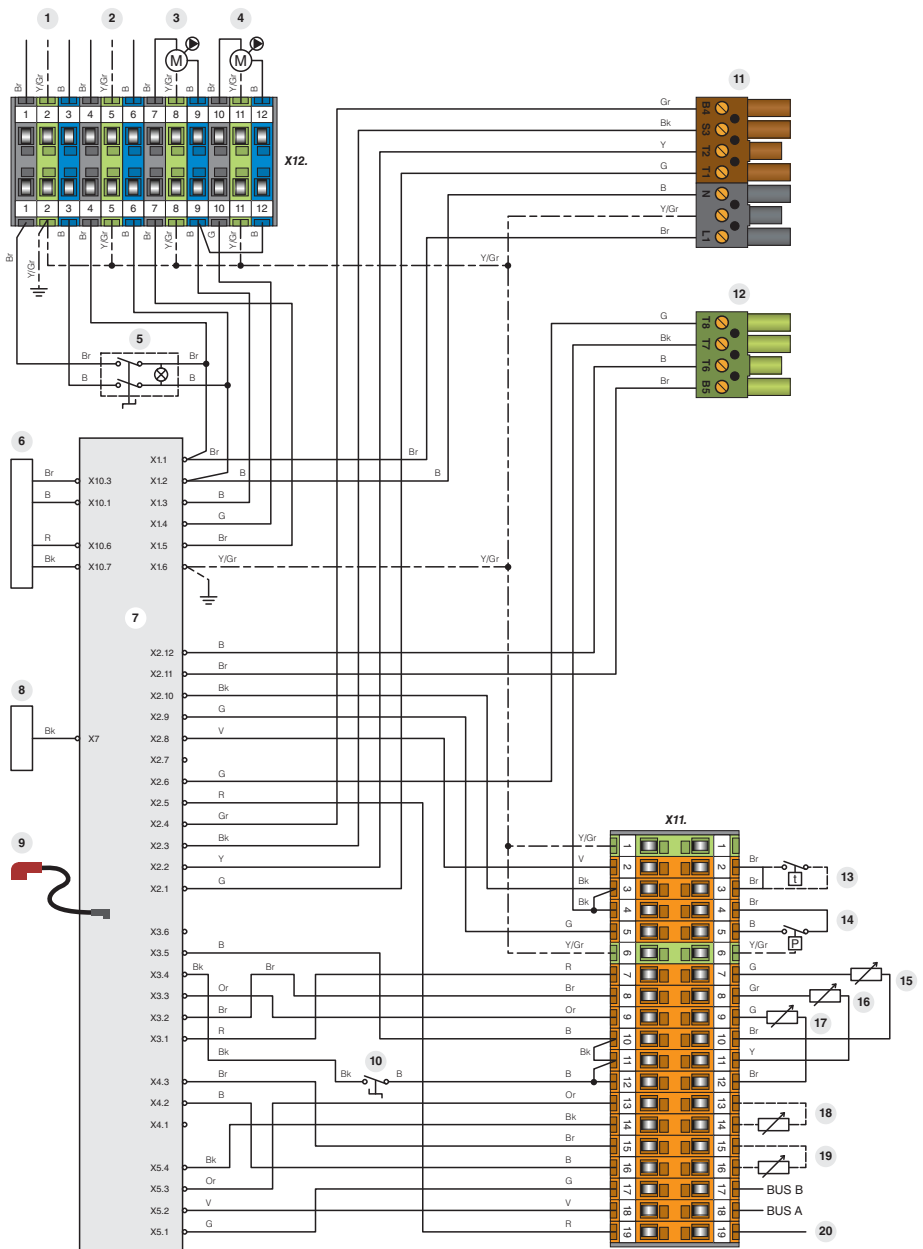 1 2 3 4
Br Y/Gr B Br Y/Gr B Br Y/Gr B Br Y/Gr B
M M
1 2 3 4 5 6 7 8 9 10 11 12
X12.
1 2 3 4 5 6 7 8 9 10 11 12
Br Y/Gr B B Y/Gr B Br Y/Gr B G Y/Gr B
Br Y/Gr Y/Gr
5
Br Br
B B
11
Gr B4
Bk S3
Y T2
G T1
B N
Y/Gr
Br L1
12
G T8
Bk T7
B T6
Br B5
6
Br X10.3
B X10.1
R X10.6
Bk X10.7
7
8
Bk X7
9
X1.1 Br
X1.2 B B
X1.3 B
X1.4 G
X1.5 Br
X1.6 Y/Gr Y/Gr
X2.12 B
X2.11 Br
X2.10 Bk
X2.9 G
X2.8 V
X2.7
X2.6 G
X2.5 R
X2.4 Gr
X2.3 Bk
X2.2 Y
X2.1 G
X3.6
X3.5 B
X3.4 Bk Br
X3.3 Or
X3.2 Br
X3.1 R
Bk
10
Bk B B
X4.3 Br
X4.2 B
X4.1
X5.4 Bk
X5.3 Or
X5.2 V
X5.1 G
X11.
Y/Gr 1 1
V 2 2 Br
t 13
Bk 3 3 Br
Bk 4 4 Br
14
G 5 5 B
Y/Gr 6 6 Y/Gr P
R 7 7 G 15
Br 8 8 Gr 16
Or 9 9 G 17
B 10 10 Br
Bk 11 11 Y
12 12 Br
Or 13 13
18
Bk 14 14
Br 15 15
19
B 16 16
G 17 17 BUS B
V 18 18 BUS A
R 19 19 20